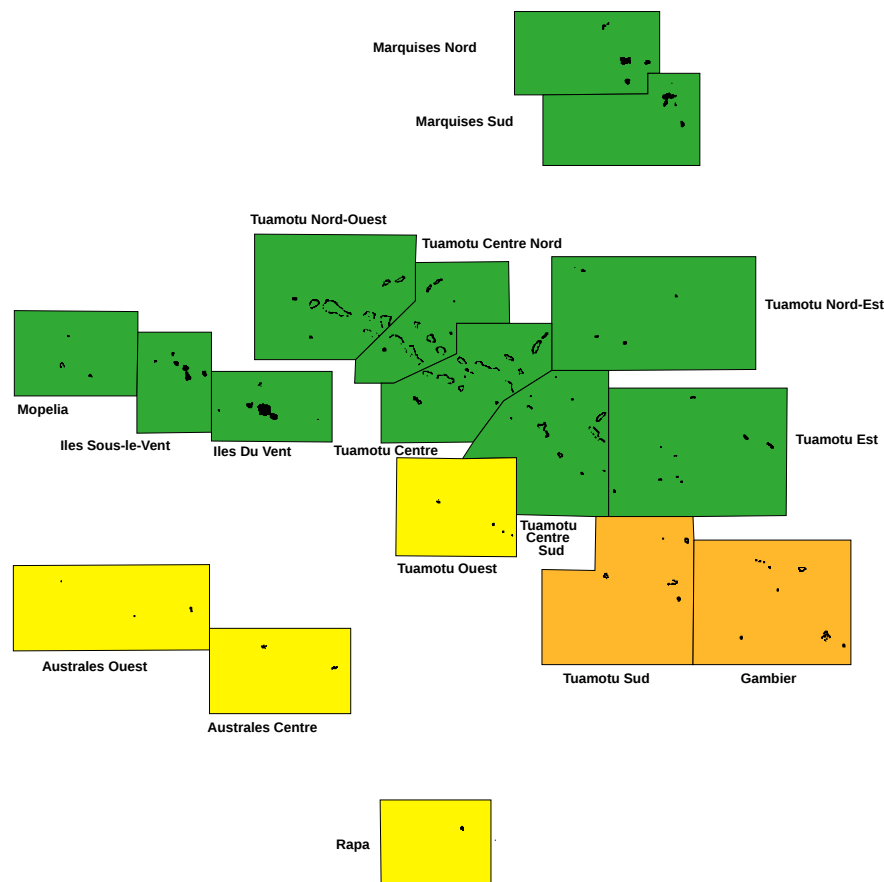 Marquises Nord
Marquises Sud
Tuamotu Nord-Ouest
Tuamotu Centre Nord
Tuamotu Nord-Est
Mopelia
Iles Sous-le-Vent
Iles Du Vent
Tuamotu Centre
Tuamotu Est
Tuamotu
Centre
Sud
Tuamotu Ouest
Australes Ouest
Tuamotu Sud
Gambier
Australes Centre
Rapa